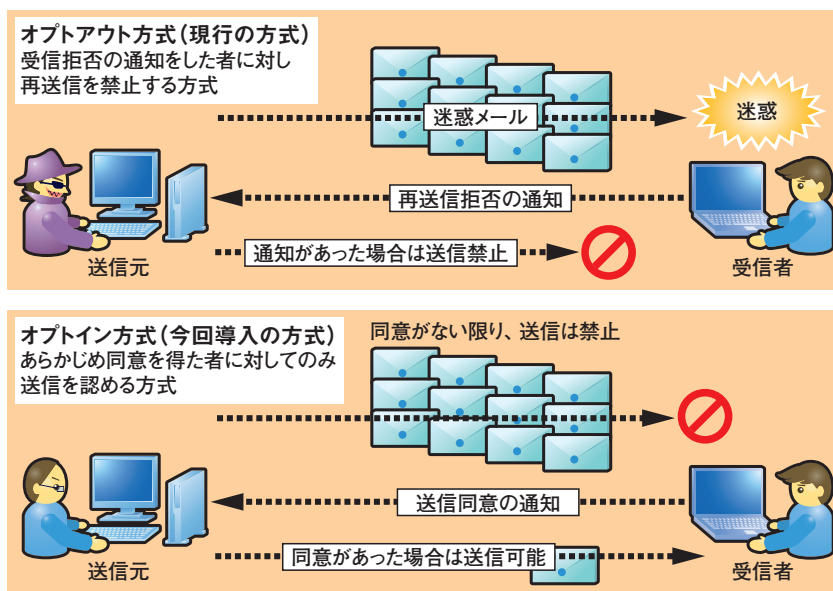 オプトアウト方式（現行の方式）
受信拒否の通知をした者に対し
再送信を禁止する方式
迷惑メール
迷惑
再送信拒否の通知
通知があった場合は送信禁止
送信元
受信者
オプトイン方式（今回導入の方式）
あらかじめ同意を得た者に対してのみ
送信を認める方式
同意がない限り、送信は禁止
送信同意の通知
同意があった場合は送信可能
送信元
受信者